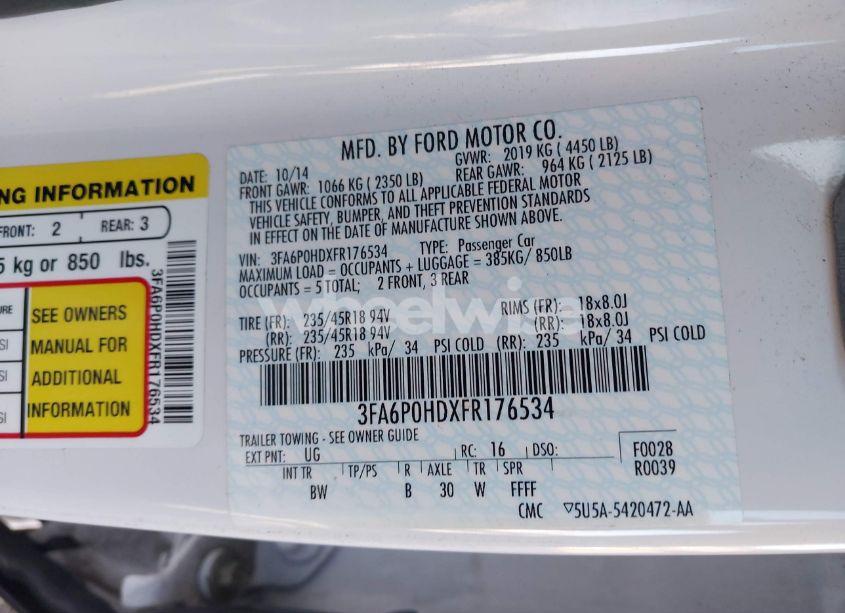 NG INFORMATION
FRONT: 2 REAR: 3
5 kg or 850 lbs.
SEE OWNERS
MANUAL FOR
ADDITIONAL
INFORMATION
3FA6P0HDXFR176534
MFD. BY FORD MOTOR CO.
DATE: 10/14 GVWR: 2019 KG ( 4450 LB)
FRONT GAWR: 1066 KG ( 2350 LB) REAR GAWR: 964 KG ( 2125 LB)
THIS VEHICLE CONFORMS TO ALL APPLICABLE FEDERAL MOTOR
VEHICLE SAFETY, BUMPER, AND THEFT PREVENTION STANDARDS
IN EFFECT ON THE DATE OF MANUFACTURE SHOWN ABOVE.
VIN: 3FA6P0HDXFR176534 TYPE: Passenger Car
MAXIMUM LOAD = OCCUPANTS + LUGGAGE = 385KG/ 850LB
OCCUPANTS = 5 TOTAL; 2 FRONT, 3 REAR
wheelwise
TIRE (FR): 235/45R18 94V RIMS (FR): 18x8.0J
(RR): 235/45R18 94V (RR): 18x8.0J
PRESSURE (FR): 235 kPa/ 34 PSI COLD (RR): 235 kPa/ 34 PSI COLD
3FA6P0HDXFR176534
TRAILER TOWING - SEE OWNER GUIDE
EXT PNT: UG RC: 16 DSO: F0028
R0039
INT TR TP/PS R AXLE TR SPR
BW B 30 W FFFF
CMC ▽5U5A-5420472-AA